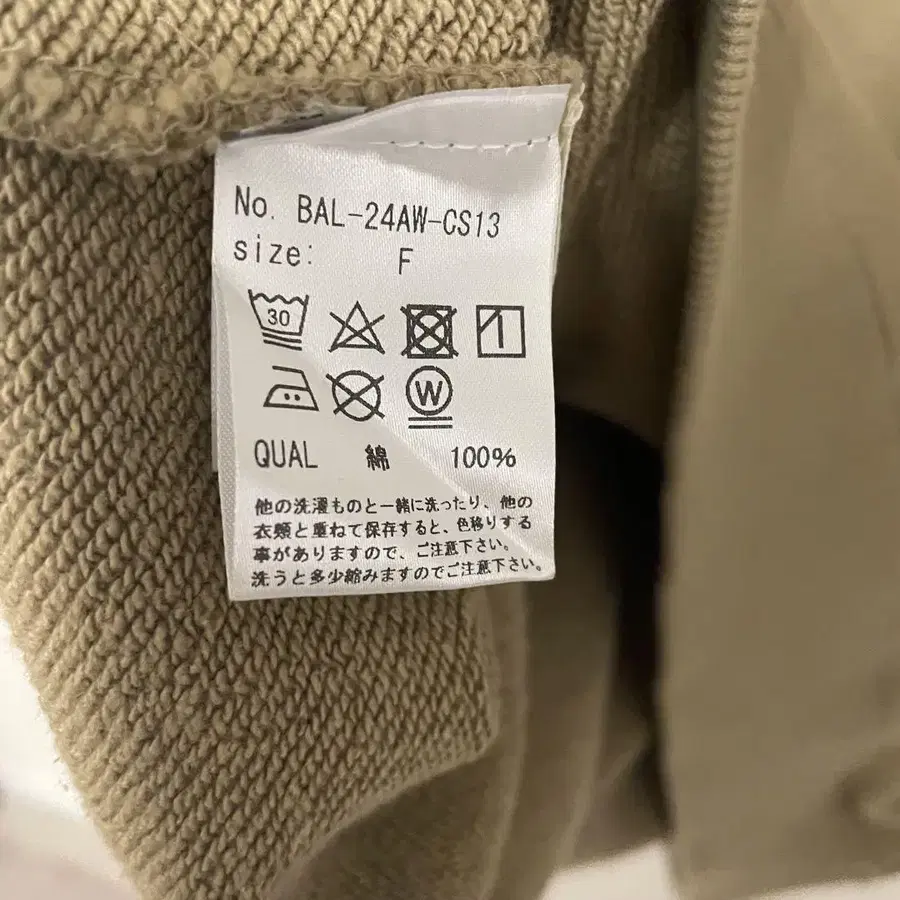 No. BAL-24AW-CS13
size: F
30
W
QUAL 綿 100%
他の洗濯ものと一緒に洗ったり、他の
衣類と重ねて保存すると、色移りする
事がありますので、ご注意下さい。
洗うと多少縮みますのでご注意下さい。